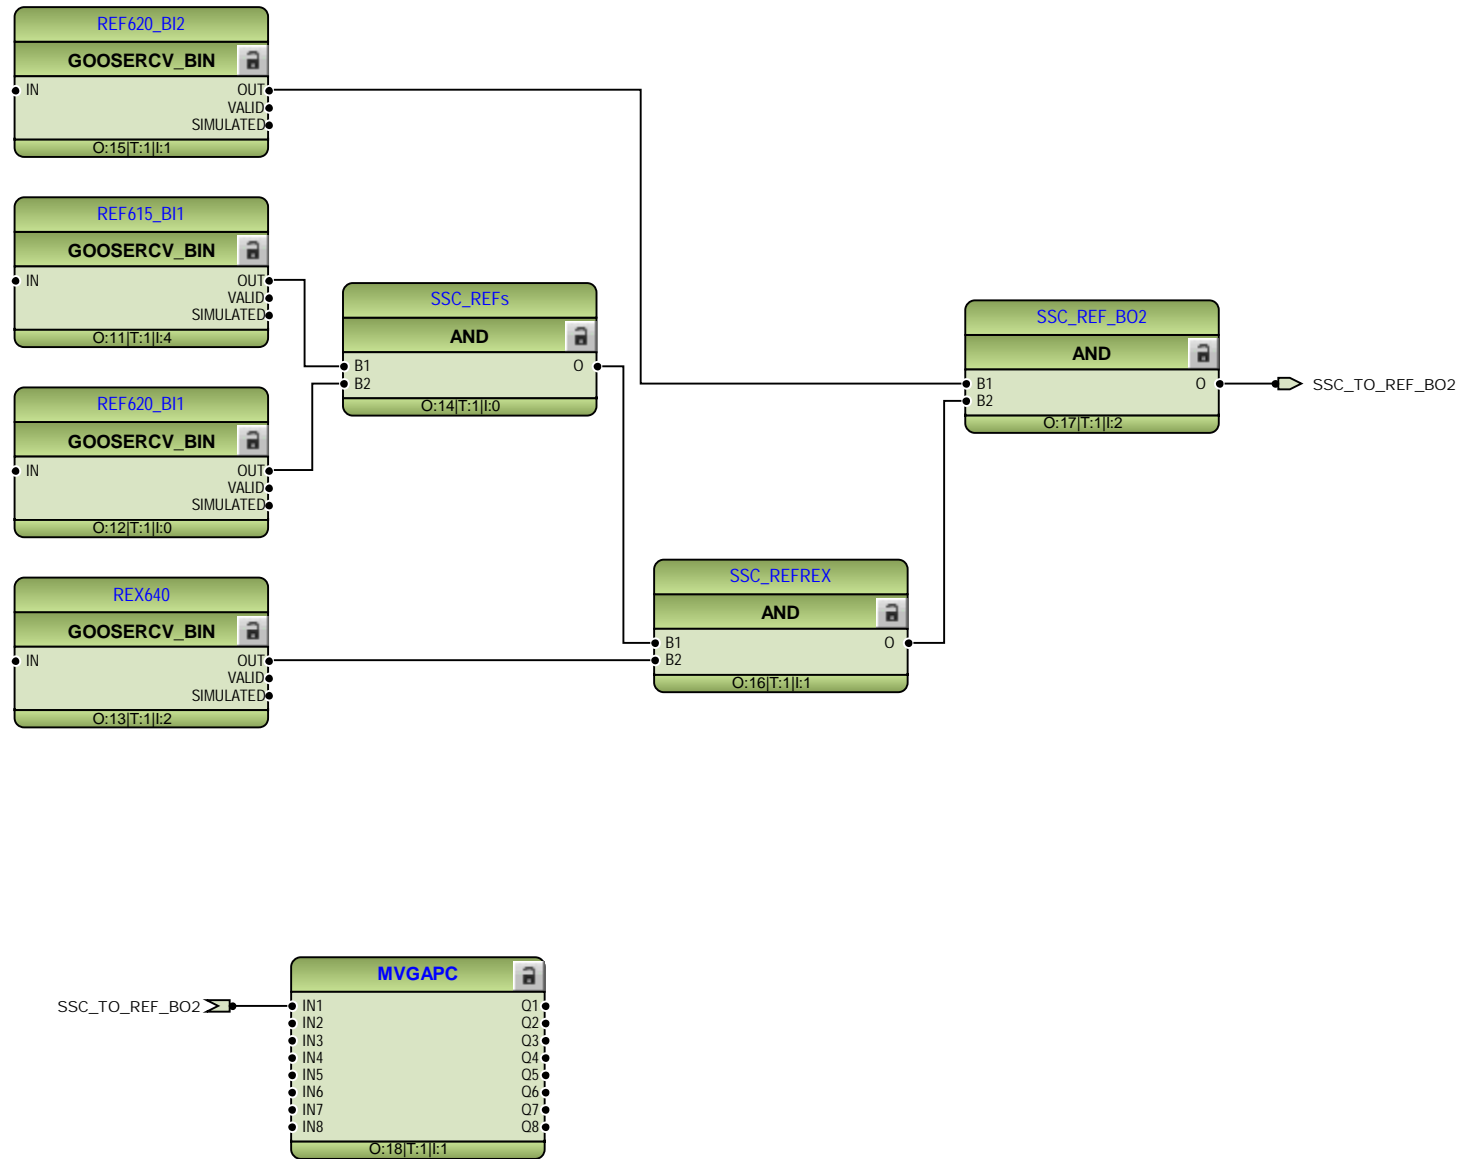 REF620_BI2
GOOSERCV_BIN
IN OUT
VALID
SIMULATED
O:15|T:1|I:1
REF615_BI1
GOOSERCV_BIN
IN OUT
VALID
SIMULATED
O:11|T:1|I:4
SSC_REFs
AND
B1 O
B2
O:14|T:1|I:0
SSC_REF_BO2
AND
B1 O
B2
O:17|T:1|I:2
SSC_TO_REF_BO2
REF620_BI1
GOOSERCV_BIN
IN OUT
VALID
SIMULATED
O:12|T:1|I:0
REX640
GOOSERCV_BIN
IN OUT
VALID
SIMULATED
O:13|T:1|I:2
SSC_REFREX
AND
B1 O
B2
O:16|T:1|I:1
SSC_TO_REF_BO2
MVGAPC
IN1 Q1
IN2 Q2
IN3 Q3
IN4 Q4
IN5 Q5
IN6 Q6
IN7 Q7
IN8 Q8
O:18|T:1|I:1